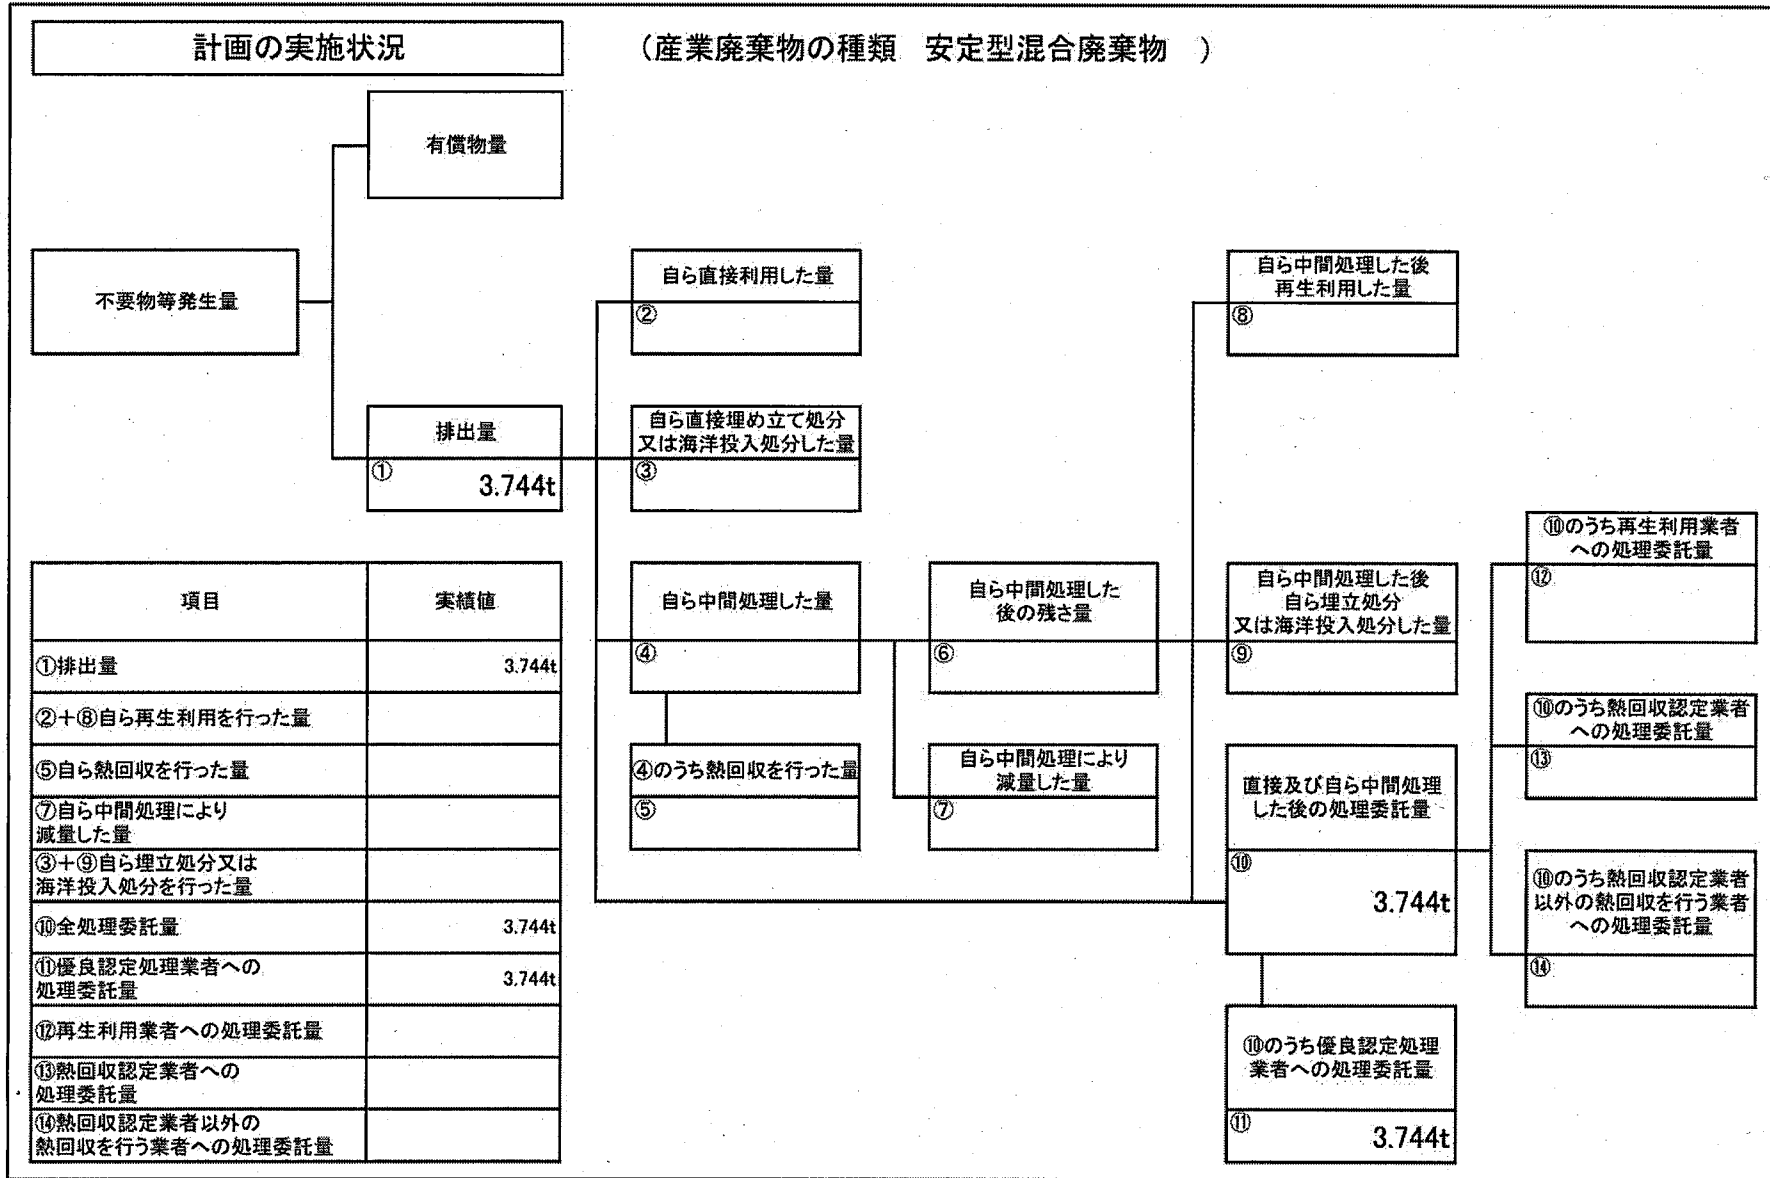 計画の実施状況
（産業廃棄物の種類　安定型混合廃棄物　）
有償物量
不要物等発生量
排出量
①
3.744t
自ら直接利用した量
②
自ら直接埋め立て処分
又は海洋投入処分した量
③
自ら中間処理した後
再生利用した量
⑧
自ら中間処理した量
④
④のうち熱回収を行った量
⑤
自ら中間処理した
後の残さ量
⑥
自ら中間処理により
減量した量
⑦
自ら中間処理した後
自ら埋立処分
又は海洋投入処分した量
⑨
直接及び自ら中間処理
した後の処理委託量
⑩
3.744t
⑩のうち優良認定処理
業者への処理委託量
⑪
3.744t
⑩のうち再生利用業者
への処理委託量
⑫
⑩のうち熱回収認定業者
への処理委託量
⑬
⑩のうち熱回収認定業者
以外の熱回収を行う業者
への処理委託量
⑭
項目　実績値
①排出量　3.744t
②＋⑧自ら再生利用を行った量
⑤自ら熱回収を行った量
⑦自ら中間処理により
減量した量
③＋⑨自ら埋立処分又は
海洋投入処分を行った量
⑩全処理委託量　3.744t
⑪優良認定処理業者への
処理委託量　3.744t
⑫再生利用業者への処理委託量
⑬熱回収認定業者への
処理委託量
⑭熱回収認定業者以外の
熱回収を行う業者への処理委託量